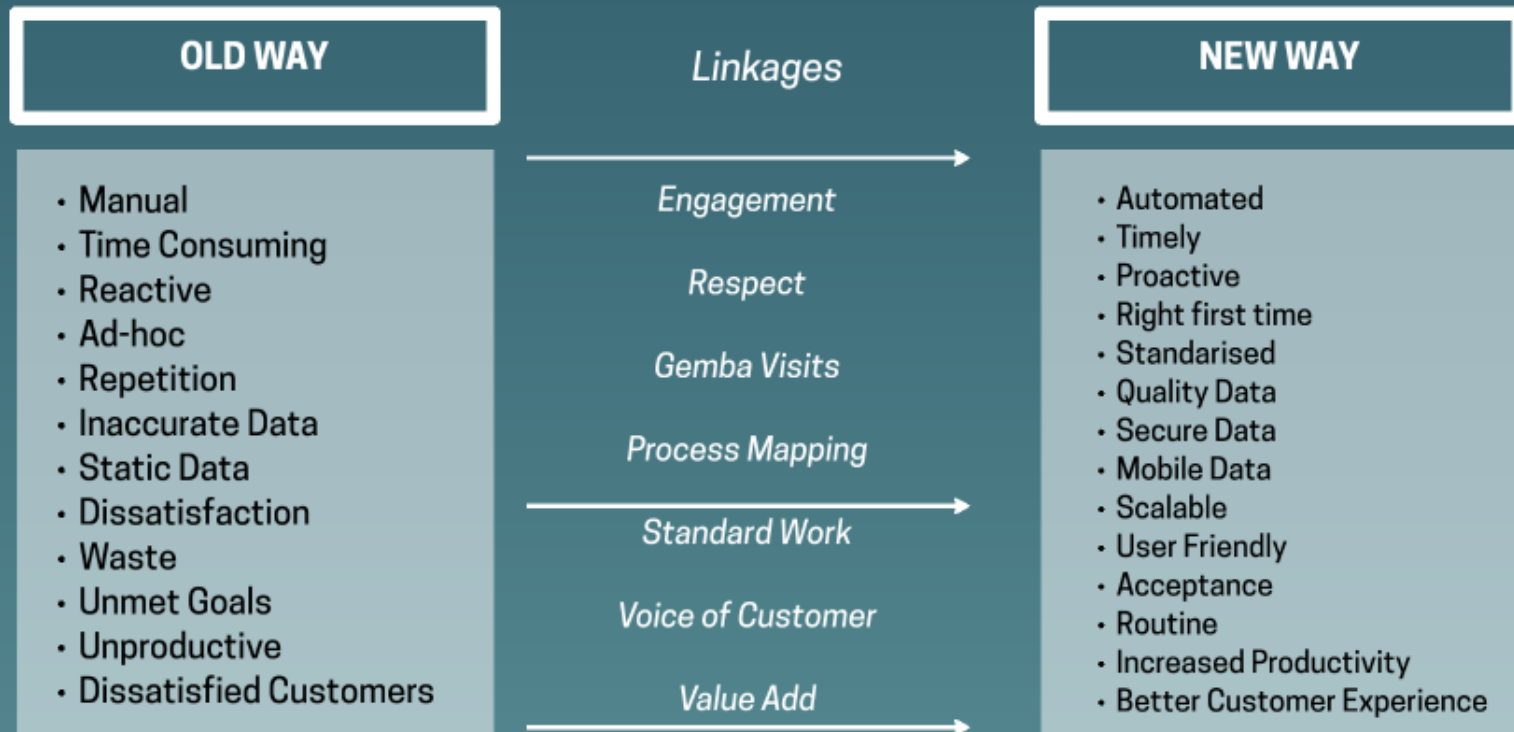 OLD WAY
Linkages
NEW WAY
· Manual
· Time Consuming
· Reactive
· Ad-hoc
· Repetition
· Inaccurate Data
· Static Data
· Dissatisfaction
· Waste
· Unmet Goals
· Unproductive
· Dissatisfied Customers
Engagement
Respect
Gemba Visits
Process Mapping
Standard Work
Voice of Customer
Value Add
· Automated
· Timely
· Proactive
· Right first time
· Standarised
· Quality Data
· Secure Data
· Mobile Data
· Scalable
· User Friendly
· Acceptance
· Routine
· Increased Productivity
· Better Customer Experience